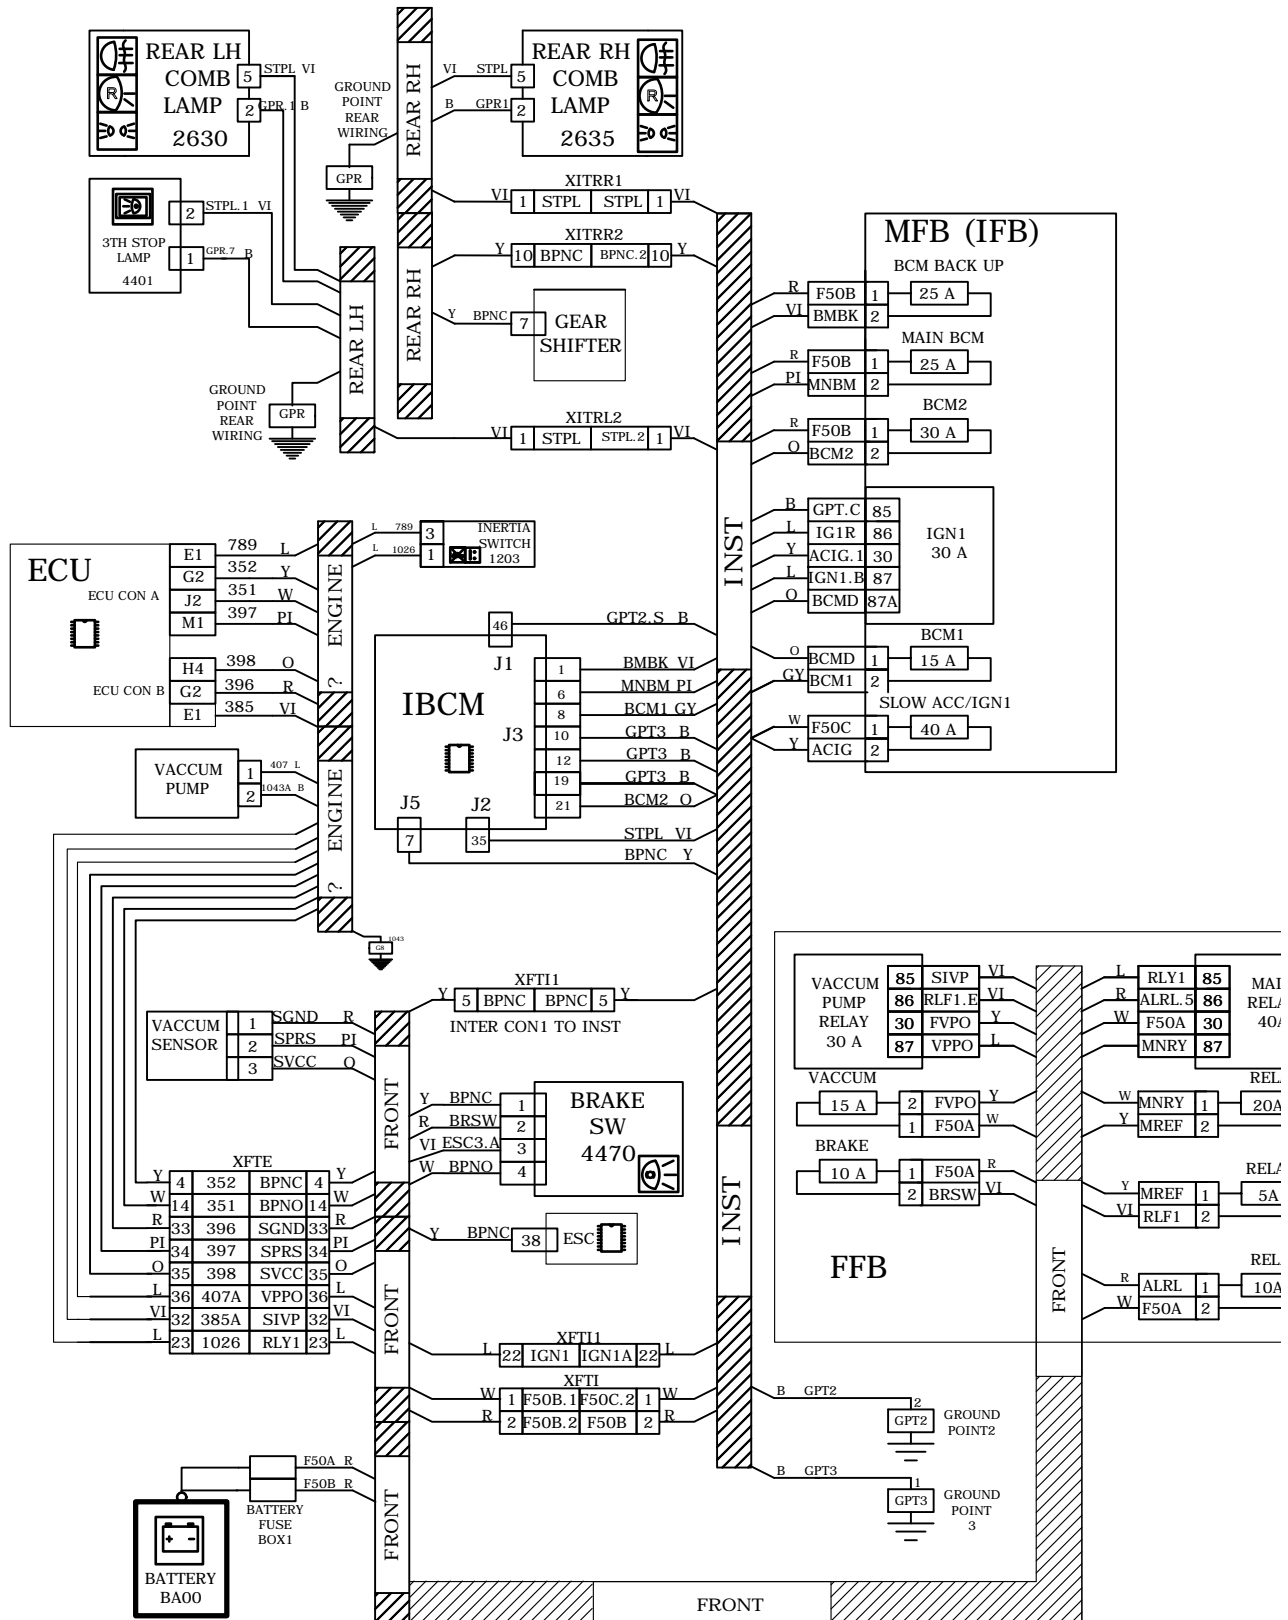 REAR LH
COMB
LAMP
2630
5
STPL VI
2
GPR.1 B
R
GROUND
POINT
REAR
WIRING
GPR
REAR RH
VI STPL 5
B GPR1 2
REAR RH
COMB
LAMP
2635
R
3TH STOP
LAMP
4401
2 STPL.1 VI
1 GPR.7 B
XITRR1
VI 1 STPL STPL 1 VI
XITRR2
Y 10 BPNC BPNC.2 10 Y
REAR RH
Y BPNC 7
GEAR
SHIFTER
REAR LH
GROUND
POINT
REAR
WIRING
GPR
XITRL2
VI 1 STPL STPL.2 1 VI
INST
MFB (IFB)
BCM BACK UP
R F50B 1 25 A
VI BMBK 2
MAIN BCM
R F50B 1 25 A
PI MNBM 2
BCM2
R F50B 1 30 A
O BCM2 2
B GPT.C 85
L IG1R 86
Y ACIG.1 30
L IGN1.B 87
O BCMD 87A
IGN1
30 A
BCM1
O BCMD 1 15 A
GY BCM1 2
SLOW ACC/IGN1
W F50C 1 40 A
Y ACIG 2
ECU
ECU CON A
E1 789 L
G2 352 Y
J2 351 W
M1 397 PI
ECU CON B
H4 398 O
G2 396 R
E1 385 VI
ENGINE
?
L 789 3
L 1026 1
INERTIA
SWITCH
1203
VACCUM
PUMP
1 407 L
2 1043A B
ENGINE
?
G8
1043
IBCM
46 GPT2.S B
J1
J3
1 BMBK VI
6 MNBM PI
8 BCM1 GY
10 GPT3 B
12 GPT3 B
19 GPT3 B
21 BCM2 O
J5
7
J2
35
STPL VI
BPNC Y
VACCUM
SENSOR
1 SGND R
2 SPRS PI
3 SVCC O
XFTI1
Y 5 BPNC BPNC 5 Y
INTER CON1 TO INST
FRONT
Y BPNC 1
R BRSW 2
VI ESC3.A 3
W BPNO 4
BRAKE
SW
4470
Y BPNC 38 ESC
XFTE
Y 4 352 BPNC 4 Y
W 14 351 BPNO 14 W
R 33 396 SGND 33 R
PI 34 397 SPRS 34 PI
O 35 398 SVCC 35 O
L 36 407A VPPO 36 L
VI 32 385A SIVP 32 VI
L 23 1026 RLY1 23 L
FRONT
XFTI1
L 22 IGN1 IGN1A 22 L
XFTI
W 1 F50B.1 F50C.2 1 W
R 2 F50B.2 F50B 2 R
INST
FRONT
F50A R
F50B R
BATTERY
FUSE
BOX1
BATTERY
BA00
VACCUM
PUMP
RELAY
30 A
85 SIVP VI
86 RLF1.E VI
30 FVPO Y
87 VPPO L
VACCUM
15 A 2 FVPO Y
1 F50A W
BRAKE
10 A 1 F50A R
2 BRSW VI
FFB
FRONT
L RLY1 85
R ALRL.5 86
W F50A 30
MNRY 87
MAI
RELA
40A
RELA
W MNRY 1 20A
Y MREF 2
RELA
Y MREF 1 5A
VI RLF1 2
RELA
R ALRL 1 10A
W F50A 2
B GPT2
2
GPT2
GROUND
POINT2
B GPT3
1
GPT3
GROUND
POINT
3
FRONT